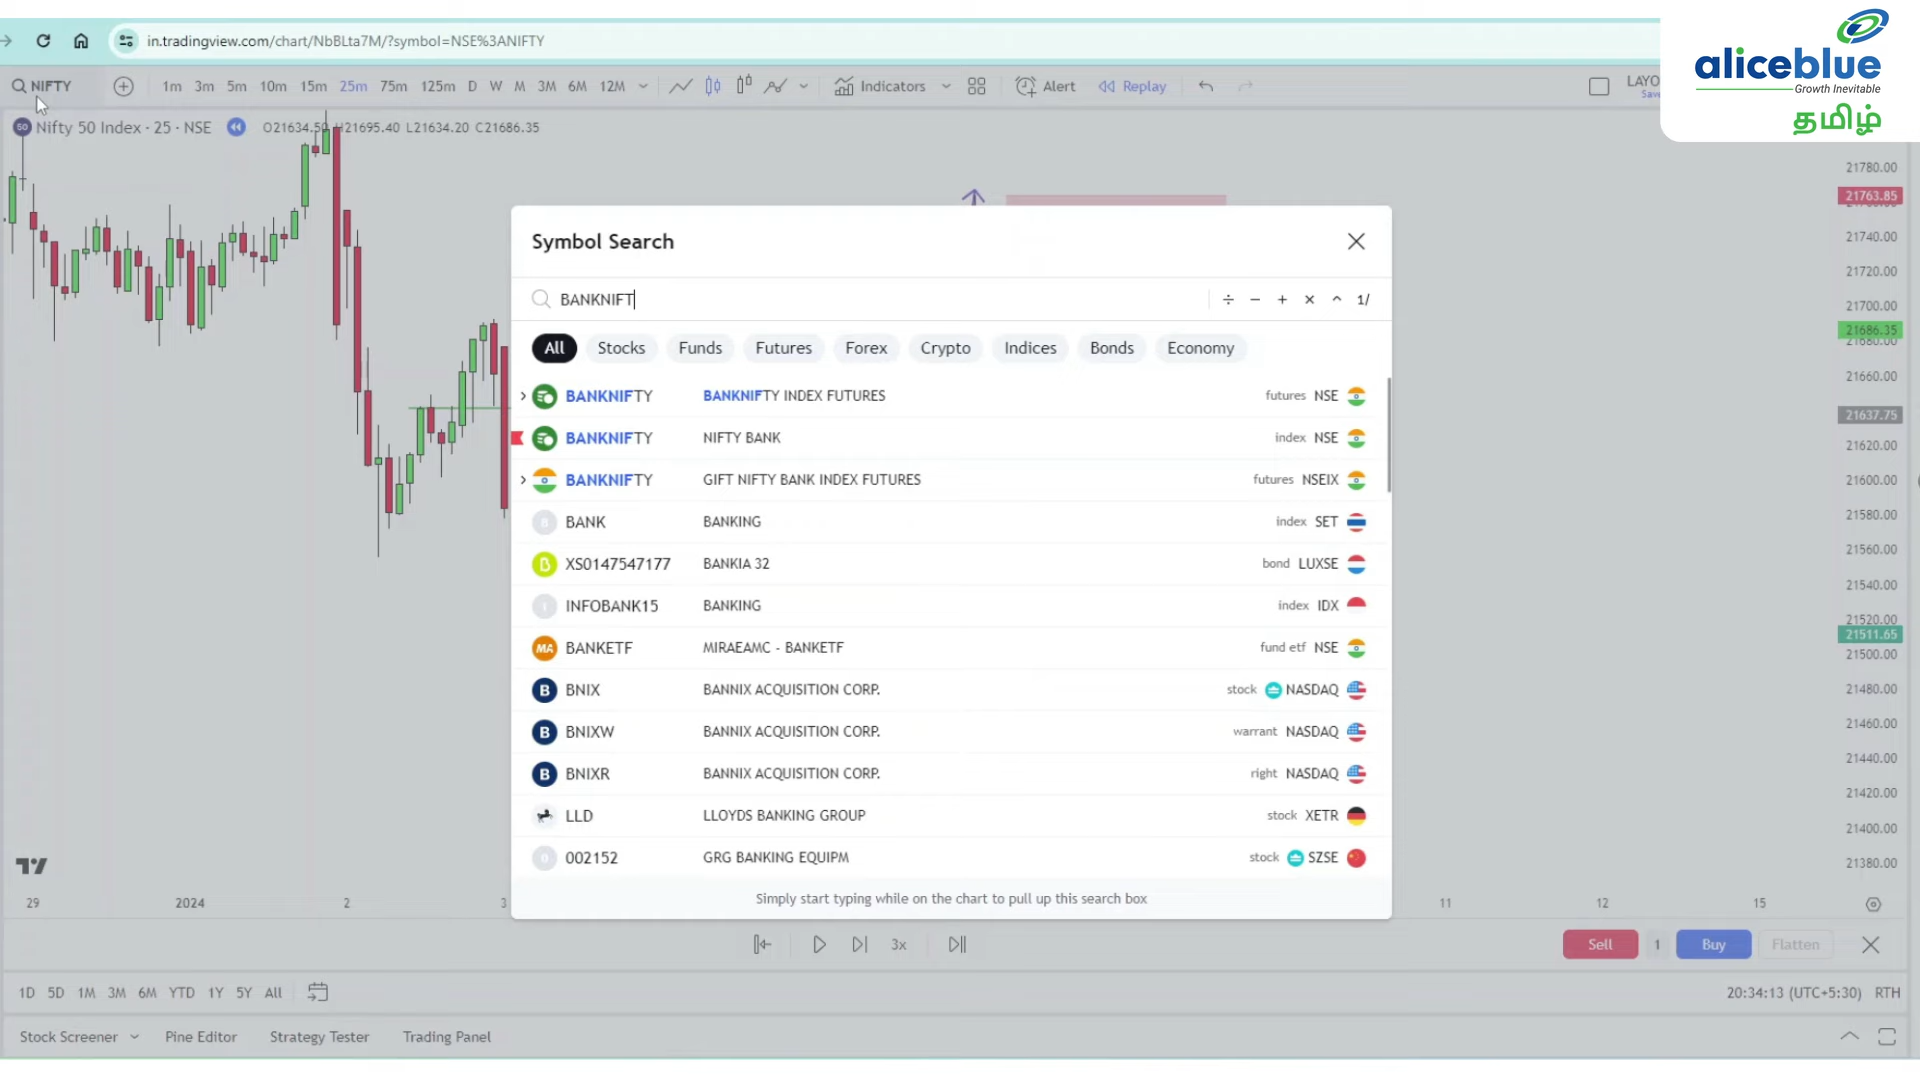 in.tradingview.com/chart/NbBLta7M/?symbol=NSE%3ANIFTY
aliceblue
Growth Inevitable
தமிழ்
NIFTY 1m 3m 5m 10m 15m 25m 75m 125m D W M 3M 6M 12M Indicators Alert Replay
Nifty 50 Index · 25 · NSE O21634.50 H21695.40 L21634.20 C21686.35
Symbol Search
BANKNIFT ÷ − + × ^ 1/
All Stocks Funds Futures Forex Crypto Indices Bonds Economy
BANKNIFTY BANKNIFTY INDEX FUTURES futures NSE
BANKNIFTY NIFTY BANK index NSE
BANKNIFTY GIFT NIFTY BANK INDEX FUTURES futures NSEIX
BANK BANKING index SET
XS0147547177 BANKIA 32 bond LUXSE
INFOBANK15 BANKING index IDX
MA BANKETF MIRAEAMC - BANKETF fund etf NSE
B BNIX BANNIX ACQUISITION CORP. stock NASDAQ
B BNIXW BANNIX ACQUISITION CORP. warrant NASDAQ
B BNIXR BANNIX ACQUISITION CORP. right NASDAQ
LLD LLOYDS BANKING GROUP stock XETR
002152 GRG BANKING EQUIPM stock SZSE
Simply start typing while on the chart to pull up this search box
21780.00
21763.85
21740.00
21720.00
21700.00
21686.35
21680.00
21660.00
21637.75
21620.00
21600.00
21580.00
21560.00
21540.00
21520.00
21511.65
21500.00
21480.00
21460.00
21440.00
21420.00
21400.00
21380.00
29 2024 2 3 11 12 15
3x Sell 1 Buy Flatten
1D 5D 1M 3M 6M YTD 1Y 5Y All 20:34:13 (UTC+5:30) RTH
Stock Screener Pine Editor Strategy Tester Trading Panel